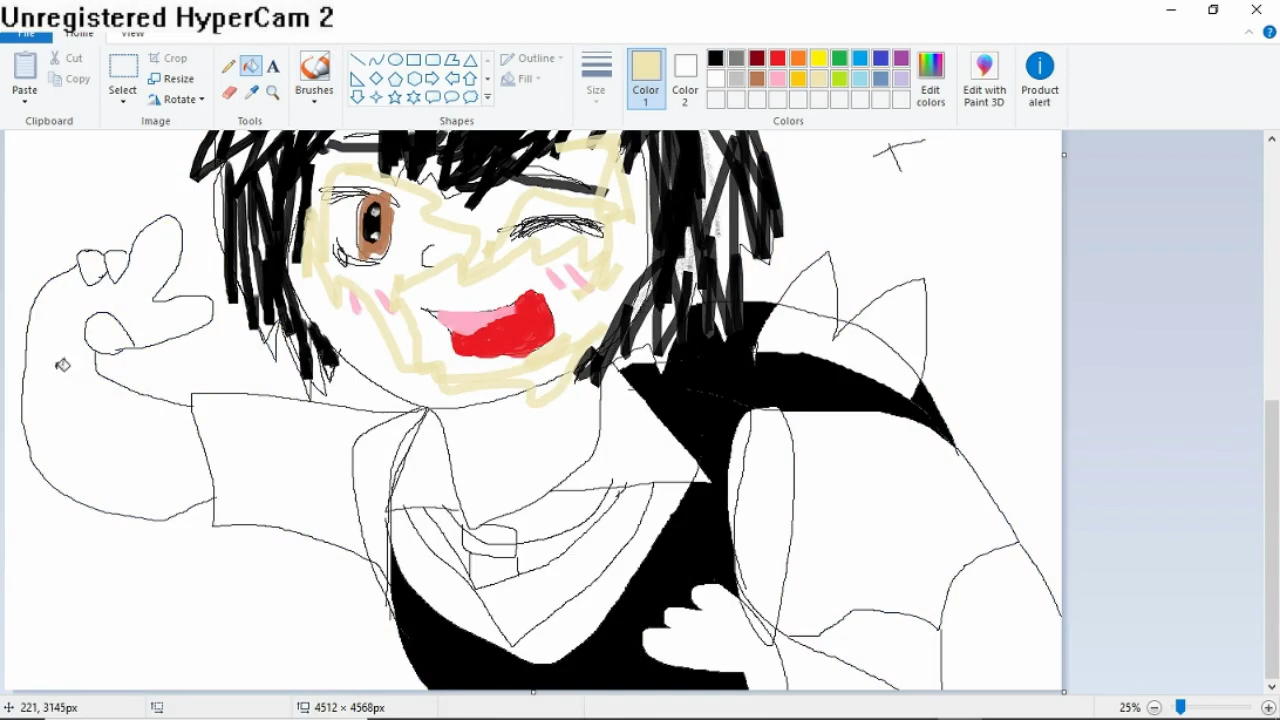 Unregistered HyperCam 2
File Home View
Paste
Cut
Copy
Clipboard
Select
Crop
Resize
Rotate
Image
A
Tools
Brushes
Outline
Fill
Shapes
Size
Color 1
Color 2
Edit colors
Colors
Edit with Paint 3D
Product alert
221, 3145px
4512 × 4568px
25%